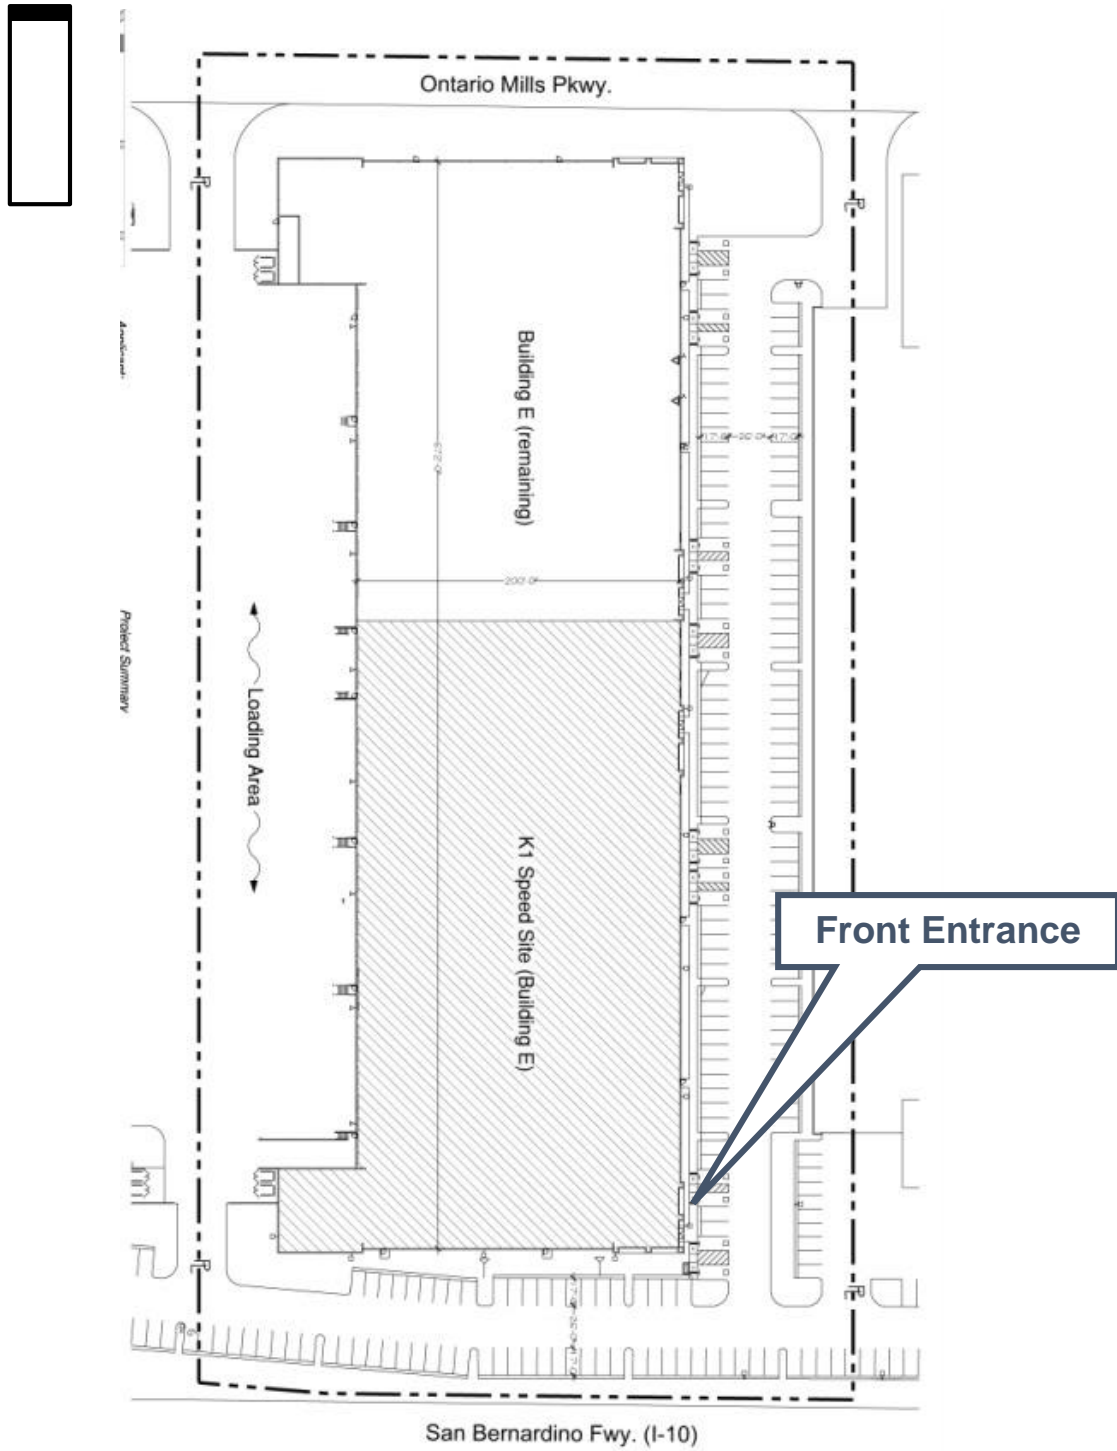 Ontario Mills Pkwy.
Building E (remaining)
200'-0"
Project Summary
Loading Area
K1 Speed Site (Building E)
Front Entrance
San Bernardino Fwy. (I-10)